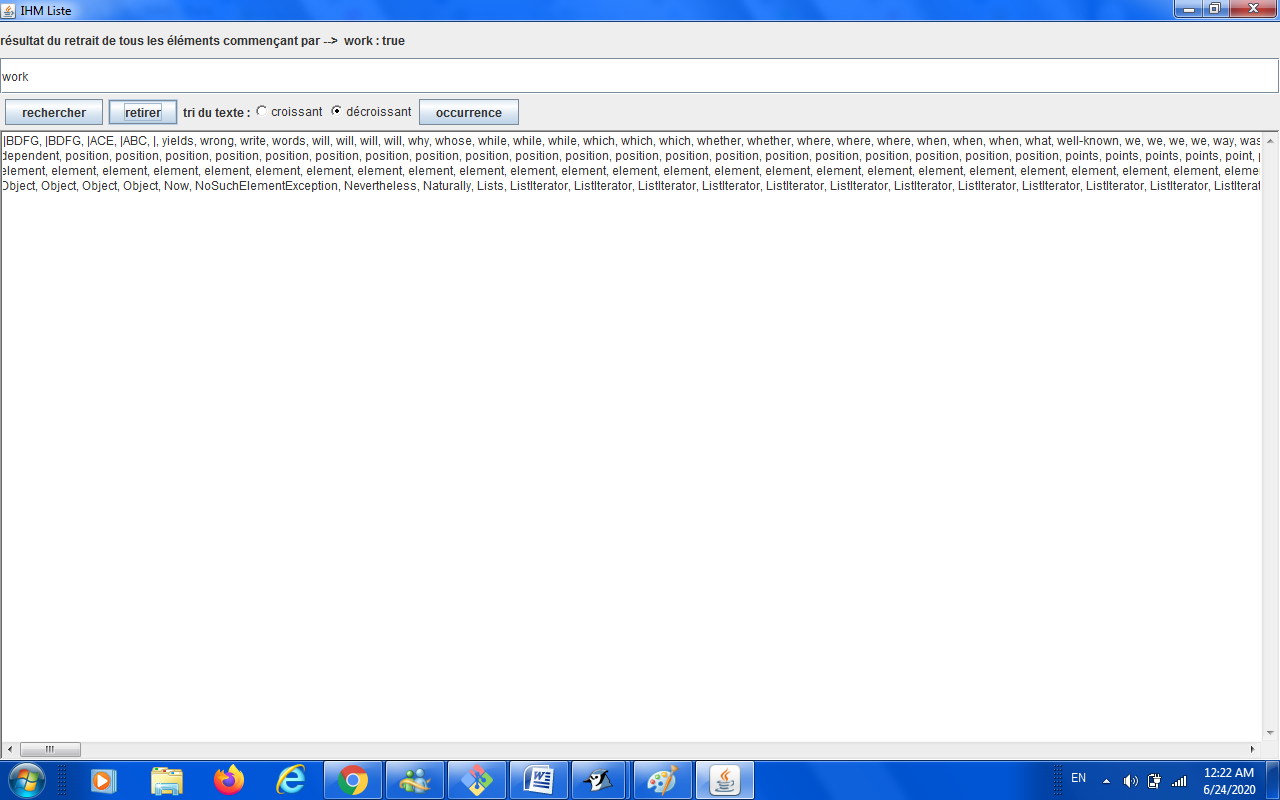 IHM Liste
résultat du retrait de tous les éléments commençant par --> work : true
work
rechercher retirer tri du texte : croissant décroissant occurrence
|BDFG, |BDFG, |ACE, |ABC, |, yields, wrong, write, words, will, will, will, will, why, whose, while, while, while, which, which, which, whether, whether, where, where, where, when, when, when, what, well-known, we, we, we, we, way, was
dependent, position, position, position, position, position, position, position, position, position, position, position, position, position, position, position, position, position, position, position, position, points, points, points, points, point,
element, element, element, element, element, element, element, element, element, element, element, element, element, element, element, element, element, element, element, element, element, element, element, element, eleme
Object, Object, Object, Object, Now, NoSuchElementException, Nevertheless, Naturally, Lists, ListIterator, ListIterator, ListIterator, ListIterator, ListIterator, ListIterator, ListIterator, ListIterator, ListIterator, ListIterator, ListIterator, ListIterat
EN 12:22 AM
6/24/2020